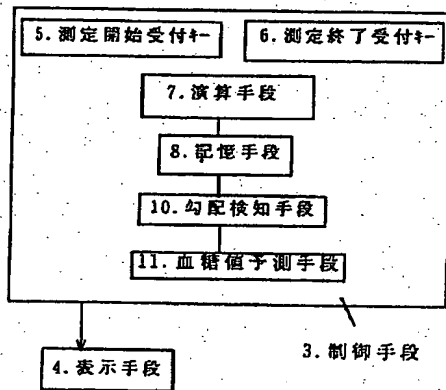 5.測定開始受付キー
6.測定終了受付キー
7.演算手段
8.記憶手段
10.勾配検知手段
11.血糖値予測手段
3.制御手段
4.表示手段